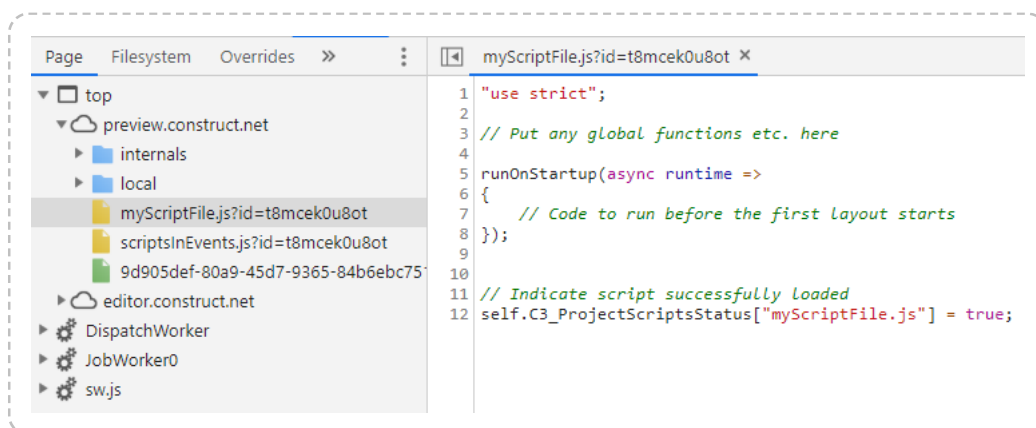 Page Filesystem Overrides »
top
preview.construct.net
internals
local
myScriptFile.js?id=t8mcek0u8ot
scriptsInEvents.js?id=t8mcek0u8ot
9d905def-80a9-45d7-9365-84b6ebc751
editor.construct.net
DispatchWorker
JobWorker0
sw.js
myScriptFile.js?id=t8mcek0u8ot ×
1 "use strict";
2
3 // Put any global functions etc. here
4
5 runOnStartup(async runtime =>
6 {
7     // Code to run before the first layout starts
8 });
9
10
11 // Indicate script successfully loaded
12 self.C3_ProjectScriptsStatus["myScriptFile.js"] = true;